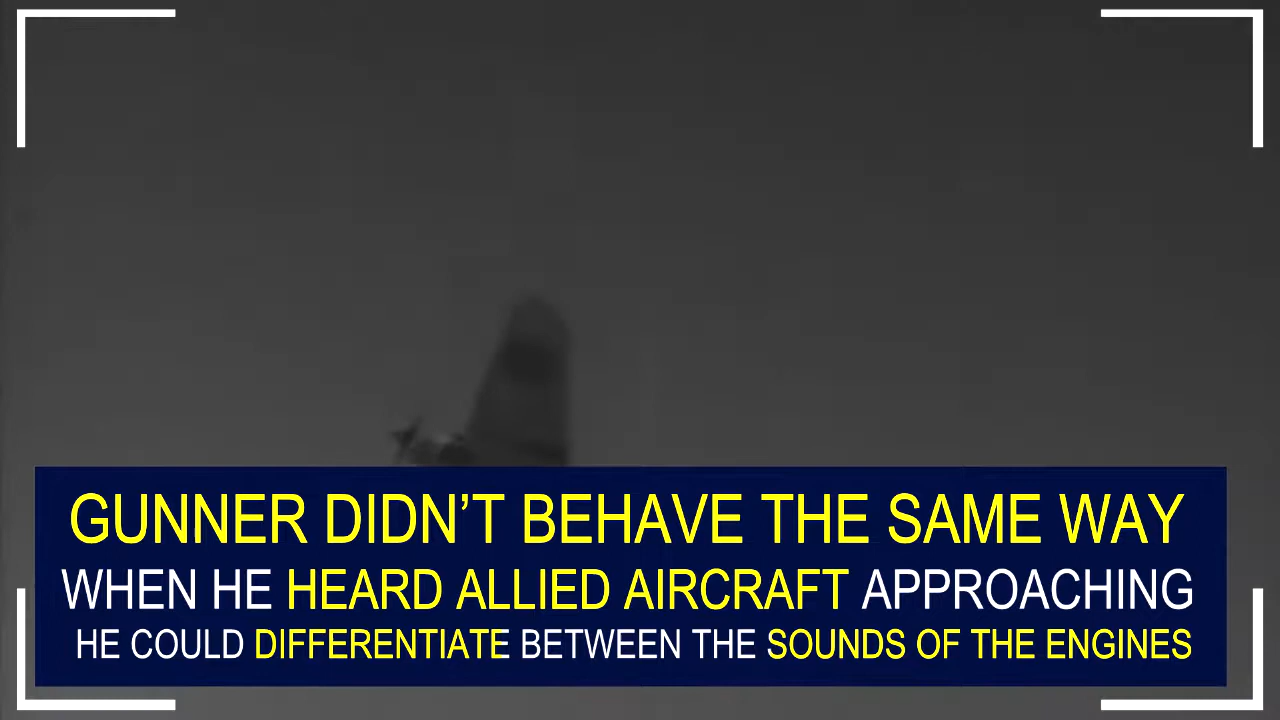 GUNNER DIDN’T BEHAVE THE SAME WAY
WHEN HE HEARD ALLIED AIRCRAFT APPROACHING
HE COULD DIFFERENTIATE BETWEEN THE SOUNDS OF THE ENGINES